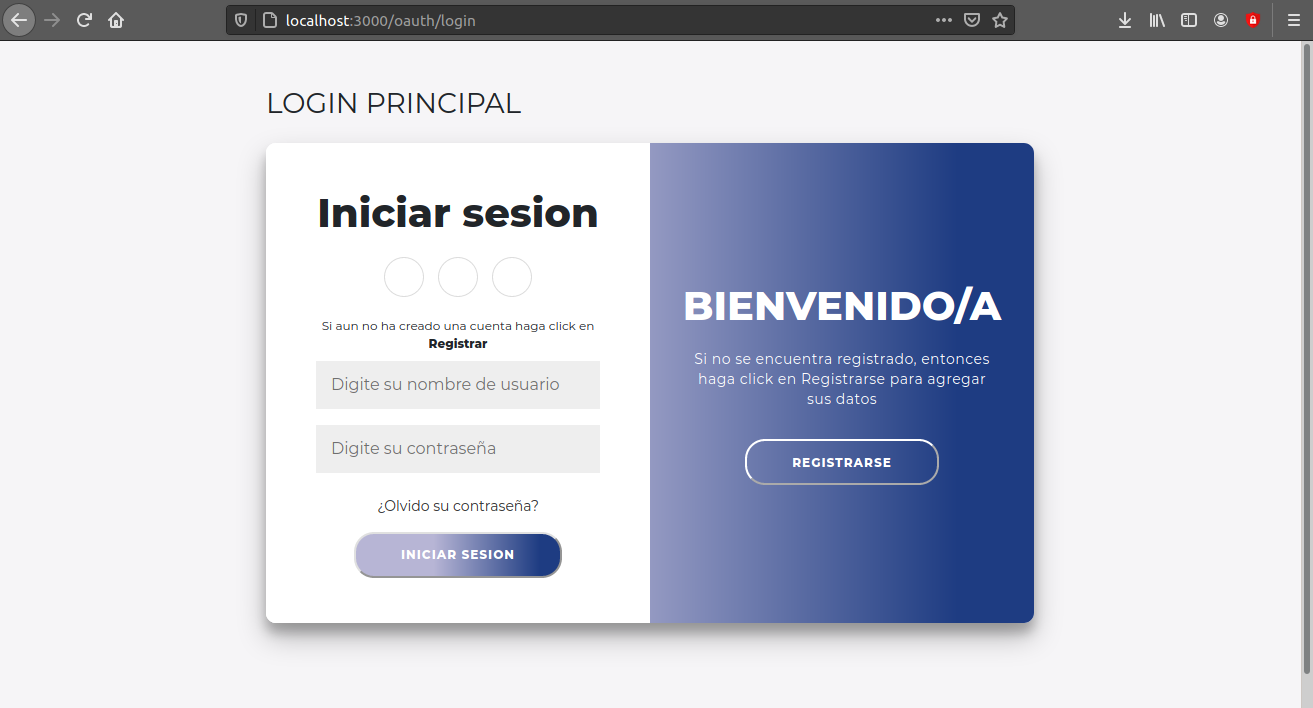 localhost:3000/oauth/login
LOGIN PRINCIPAL
Iniciar sesion
Si aun no ha creado una cuenta haga click en
Registrar
Digite su nombre de usuario
Digite su contraseña
¿Olvido su contraseña?
INICIAR SESION
BIENVENIDO/A
Si no se encuentra registrado, entonces
haga click en Registrarse para agregar
sus datos
REGISTRARSE